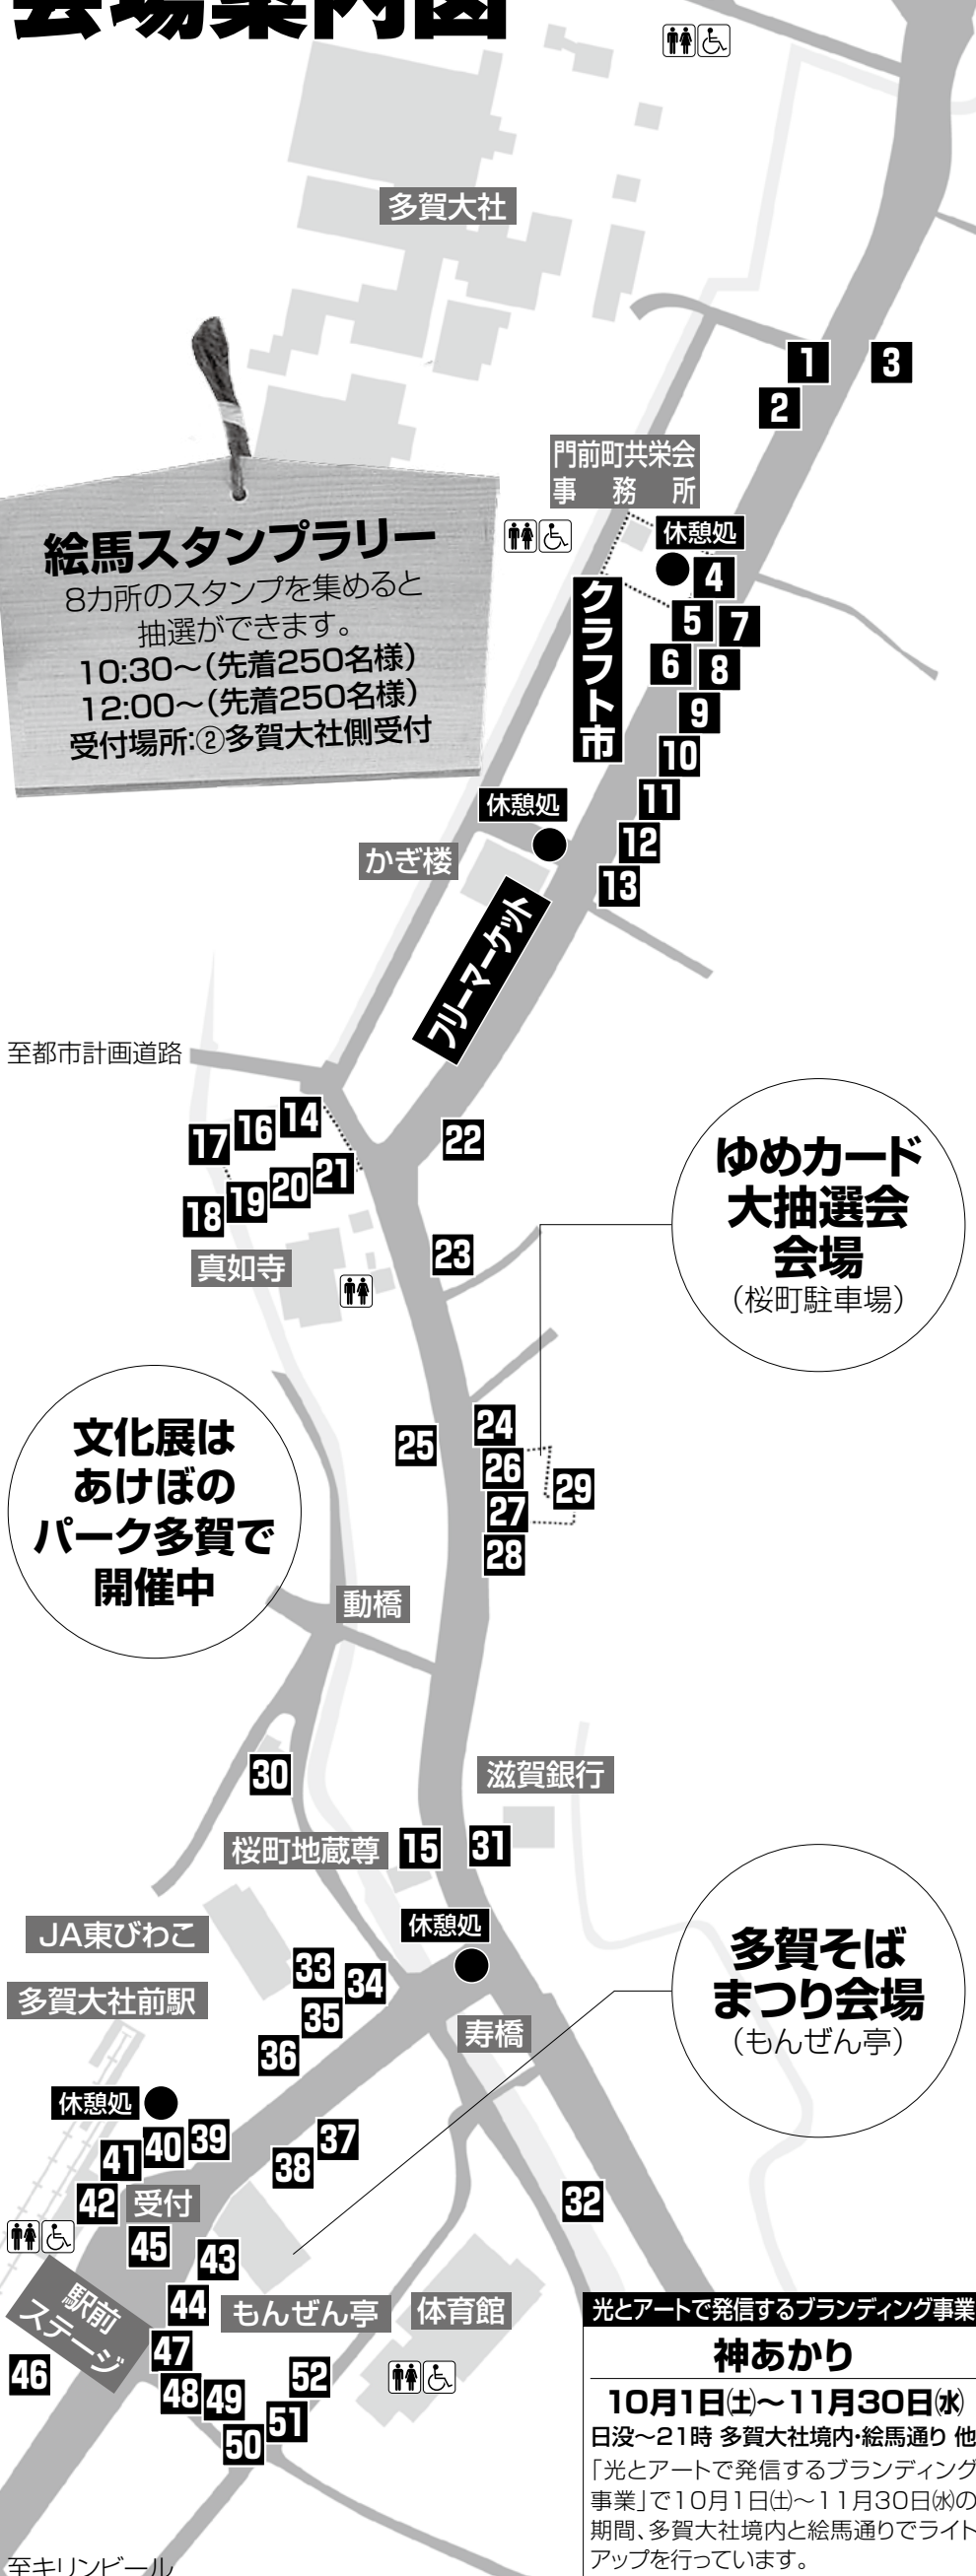 会場案内図
多賀大社
1
3
2
門前町共栄会
事務所
休憩処
4
5
7
6
8
9
10
11
12
13
クラフト市
絵馬スタンプラリー
8カ所のスタンプを集めると
抽選ができます。
10:30〜(先着250名様)
12:00〜(先着250名様)
受付場所:②多賀大社側受付
休憩処
かぎ楼
フリーマーケット
至都市計画道路
17
16
14
18
19
20
21
22
真如寺
23
ゆめカード
大抽選会
会場
(桜町駐車場)
文化展は
あけぼの
パーク多賀で
開催中
25
24
26
29
27
28
動橋
30
滋賀銀行
桜町地蔵尊
15
31
JA東びわこ
休憩処
多賀大社前駅
33
34
35
36
寿橋
多賀そば
まつり会場
(もんぜん亭)
休憩処
41
40
39
37
38
42
受付
32
45
43
駅前
ステージ
44
もんぜん亭
体育館
46
47
48
49
52
51
50
光とアートで発信するブランディング事業
神あかり
10月1日㈯〜11月30日㈬
日没〜21時 多賀大社境内・絵馬通り 他
「光とアートで発信するブランディング
事業」で10月1日㈯〜11月30日㈬の
期間、多賀大社境内と絵馬通りでライト
アップを行っています。
至キリンビール